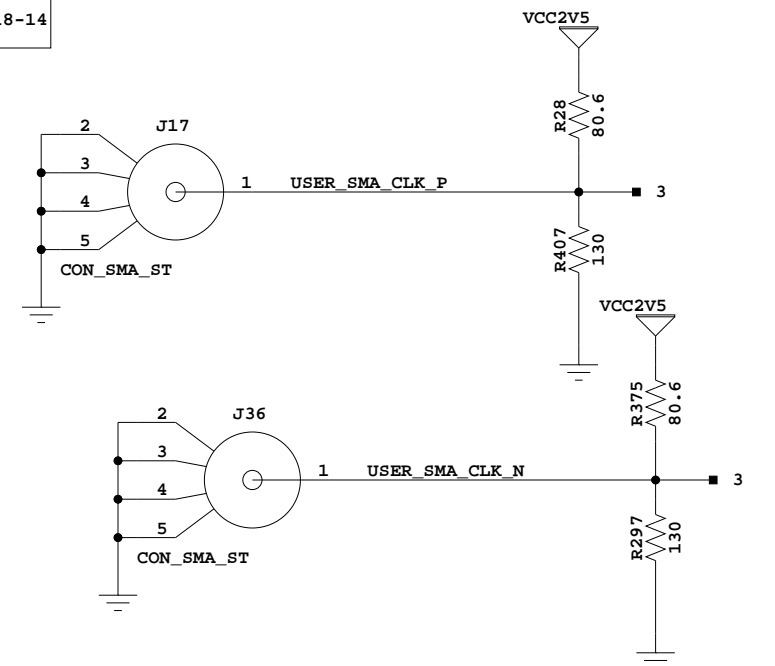 8-14
VCC2V5
R28
80.6
2
J17
3
1
USER_SMA_CLK_P
3
4
5
R407
130
CON_SMA_ST
VCC2V5
R375
80.6
2
J36
3
1
USER_SMA_CLK_N
3
4
5
R297
130
CON_SMA_ST